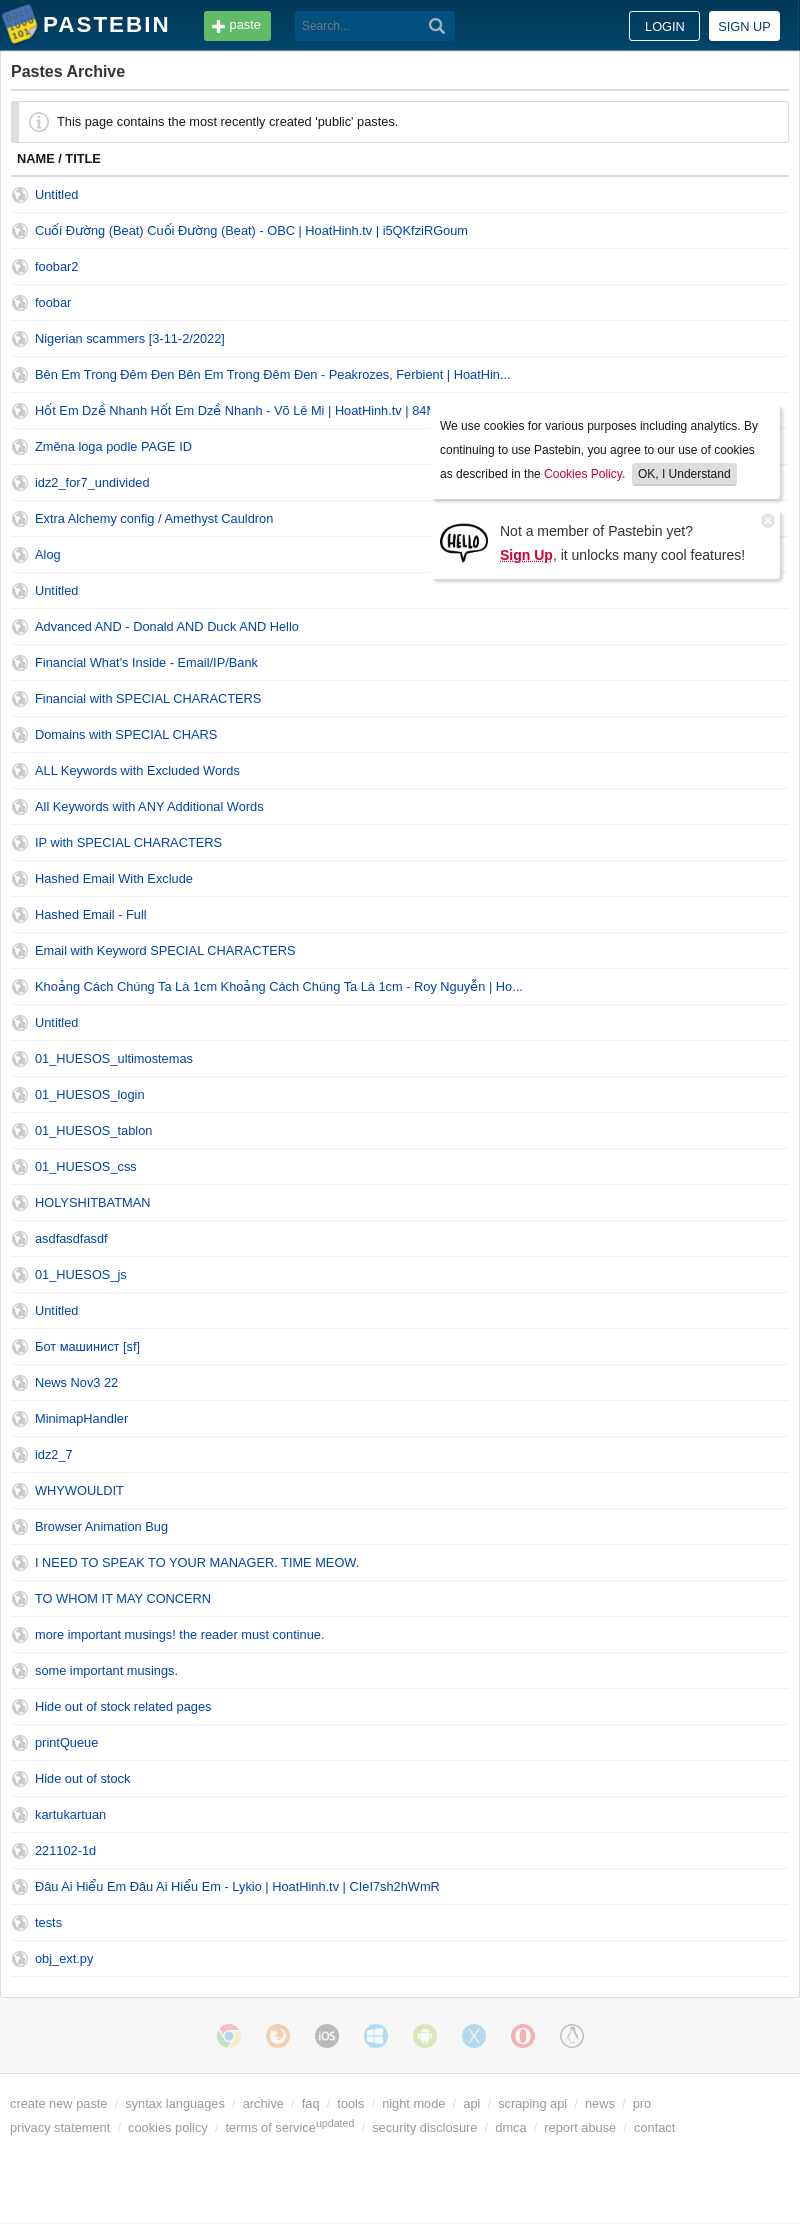 PASTEBIN paste Search... LOGIN SIGN UP
Pastes Archive
This page contains the most recently created 'public' pastes.
NAME / TITLE
Untitled
Cuối Đường (Beat) Cuối Đường (Beat) - OBC | HoatHinh.tv | i5QKfziRGoum
foobar2
foobar
Nigerian scammers [3-11-2/2022]
Bên Em Trong Đêm Đen Bên Em Trong Đêm Đen - Peakrozes, Ferbient | HoatHin...
Hốt Em Dzề Nhanh Hốt Em Dzề Nhanh - Võ Lê Mi | HoatHinh.tv | 84M
Změna loga podle PAGE ID
idz2_for7_undivided
Extra Alchemy config / Amethyst Cauldron
Alog
We use cookies for various purposes including analytics. By
continuing to use Pastebin, you agree to our use of cookies
as described in the Cookies Policy. OK, I Understand
HELLO
Not a member of Pastebin yet?
Sign Up, it unlocks many cool features!
Untitled
Advanced AND - Donald AND Duck AND Hello
Financial What's Inside - Email/IP/Bank
Financial with SPECIAL CHARACTERS
Domains with SPECIAL CHARS
ALL Keywords with Excluded Words
All Keywords with ANY Additional Words
IP with SPECIAL CHARACTERS
Hashed Email With Exclude
Hashed Email - Full
Email with Keyword SPECIAL CHARACTERS
Khoảng Cách Chúng Ta Là 1cm Khoảng Cách Chúng Ta Là 1cm - Roy Nguyễn | Ho...
Untitled
01_HUESOS_ultimostemas
01_HUESOS_login
01_HUESOS_tablon
01_HUESOS_css
HOLYSHITBATMAN
asdfasdfasdf
01_HUESOS_js
Untitled
Бот машинист [sf]
News Nov3 22
MinimapHandler
idz2_7
WHYWOULDIT
Browser Animation Bug
I NEED TO SPEAK TO YOUR MANAGER. TIME MEOW.
TO WHOM IT MAY CONCERN
more important musings! the reader must continue.
some important musings.
Hide out of stock related pages
printQueue
Hide out of stock
kartukartuan
221102-1d
Đâu Ai Hiểu Em Đâu Ai Hiểu Em - Lykio | HoatHinh.tv | CIeI7sh2hWmR
tests
obj_ext.py
iOS
create new paste / syntax languages / archive / faq / tools / night mode / api / scraping api / news / pro
privacy statement / cookies policy / terms of serviceupdated / security disclosure / dmca / report abuse / contact